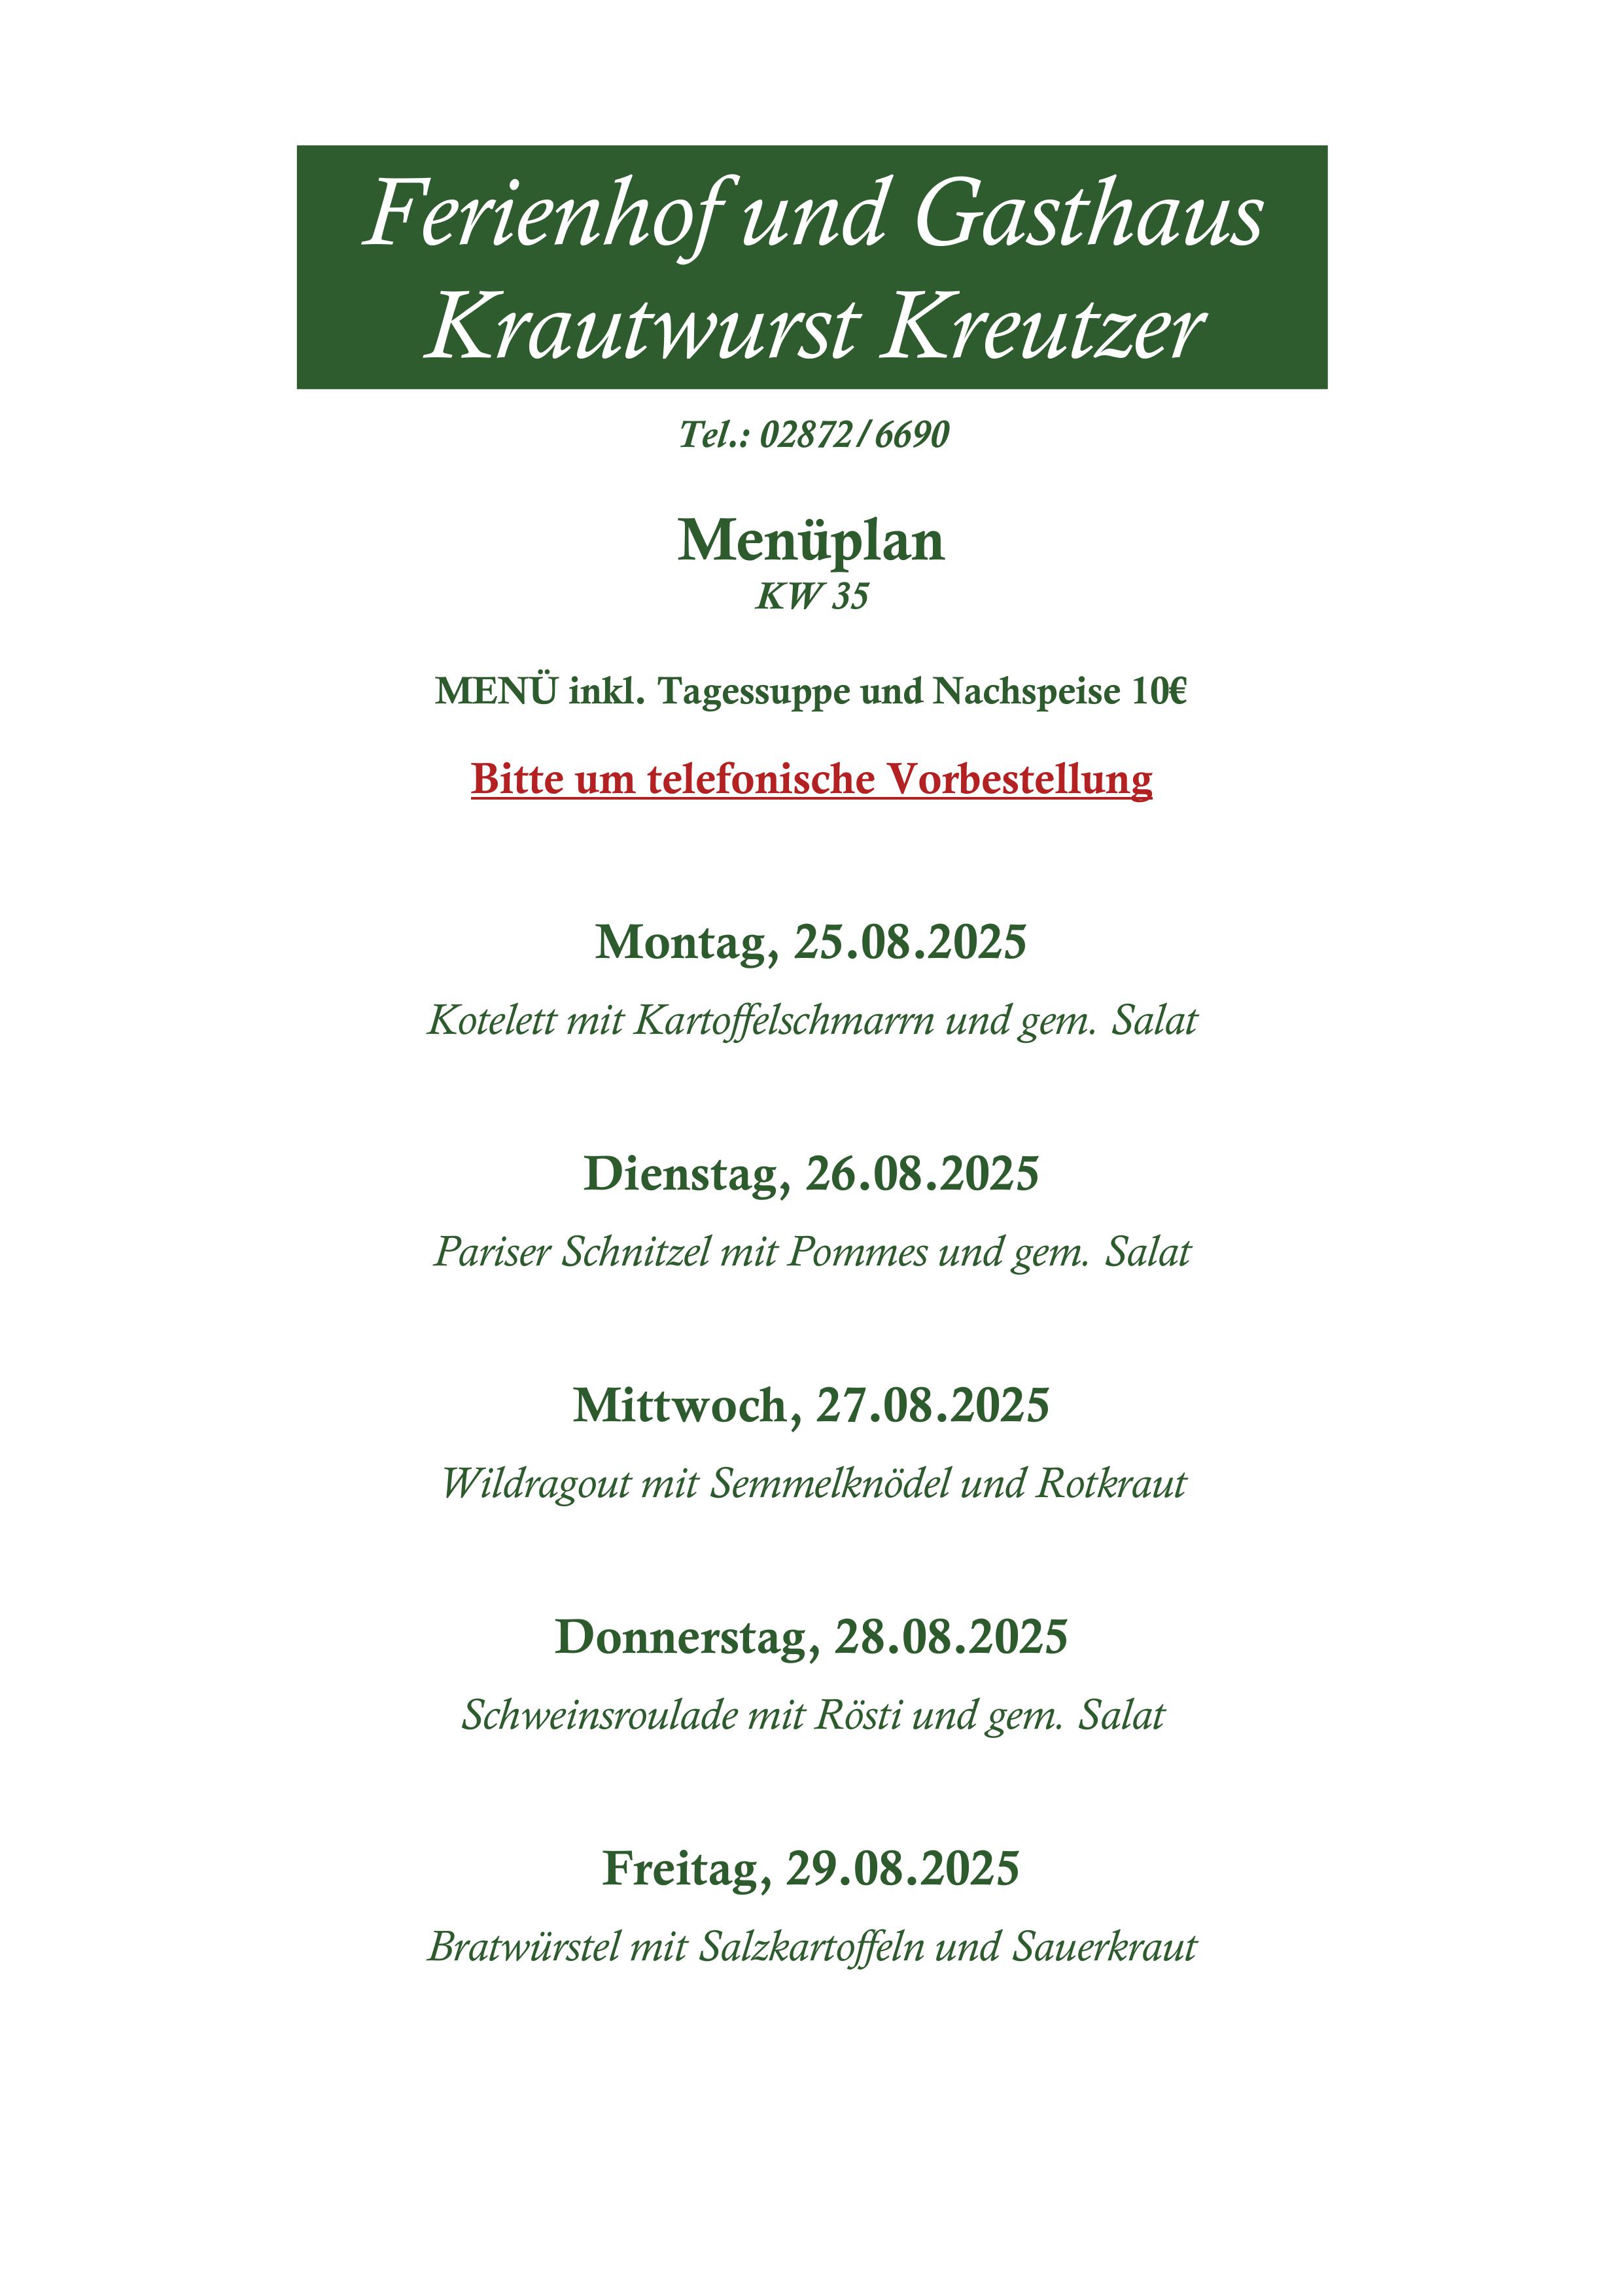 Ferienhof und Gasthaus
Krautwurst Kreutzer
Tel.: 02872/6690
Menüplan
KW 35
MENÜ inkl. Tagessuppe und Nachspeise 10€
Bitte um telefonische Vorbestellung
Montag, 25.08.2025
Kotelett mit Kartoffelschmarrn und gem. Salat
Dienstag, 26.08.2025
Pariser Schnitzel mit Pommes und gem. Salat
Mittwoch, 27.08.2025
Wildragout mit Semmelknödel und Rotkraut
Donnerstag, 28.08.2025
Schweinsroulade mit Rösti und gem. Salat
Freitag, 29.08.2025
Bratwürstel mit Salzkartoffeln und Sauerkraut